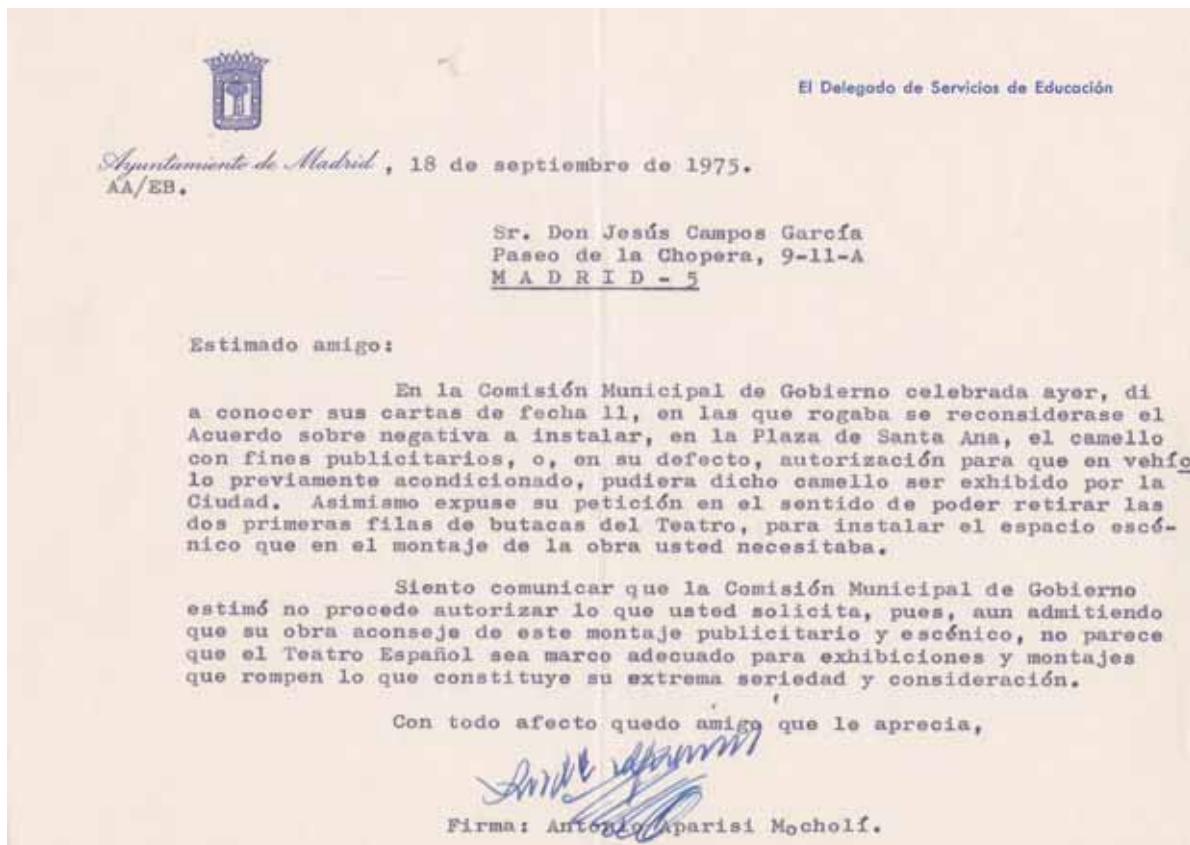 El Delegado de Servicios de Educación
Ayuntamiento de Madrid, 18 de septiembre de 1975.
AA/EB.
Sr. Don Jesús Campos García
Paseo de la Chopera, 9-11-A
M A D R I D - 5
Estimado amigo:
En la Comisión Municipal de Gobierno celebrada ayer, di
a conocer sus cartas de fecha 11, en las que rogaba se reconsiderase el
Acuerdo sobre negativa a instalar, en la Plaza de Santa Ana, el camello
con fines publicitarios, o, en su defecto, autorización para que en vehíc
lo previamente acondicionado, pudiera dicho camello ser exhibido por la
Ciudad. Asimismo expuse su petición en el sentido de poder retirar las
dos primeras filas de butacas del Teatro, para instalar el espacio escé-
nico que en el montaje de la obra usted necesitaba.
Siento comunicar que la Comisión Municipal de Gobierno
estimó no procede autorizar lo que usted solicita, pues, aun admitiendo
que su obra aconseje de este montaje publicitario y escénico, no parece
que el Teatro Español sea marco adecuado para exhibiciones y montajes
que rompen lo que constituye su extrema seriedad y consideración.
Con todo afecto quedo amigo que le aprecia,
Firma: Antonio Aparisi Mocholí.